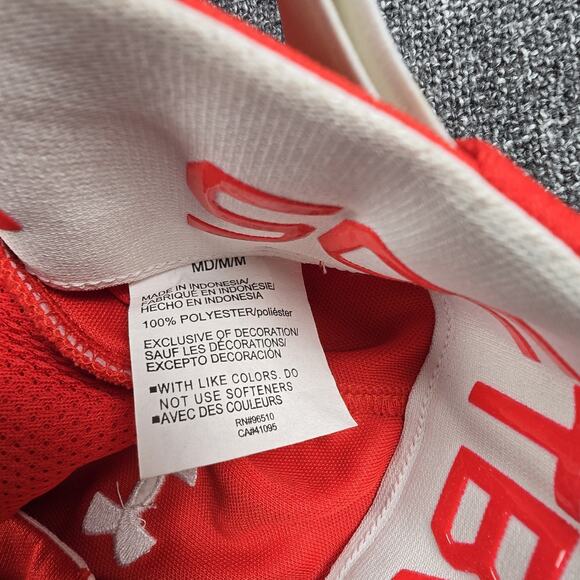 MD/M/M
MADE IN INDONESIA/
FABRIQUÉ EN INDONÉSIE/
HECHO EN INDONESIA
100% POLYESTER/poliéster
EXCLUSIVE OF DECORATION/
SAUF LES DÉCORATIONS/
EXCEPTO DECORACIÓN
■WITH LIKE COLORS. DO
NOT USE SOFTENERS
■AVEC DES COULEURS
RN#96510
CA#41095